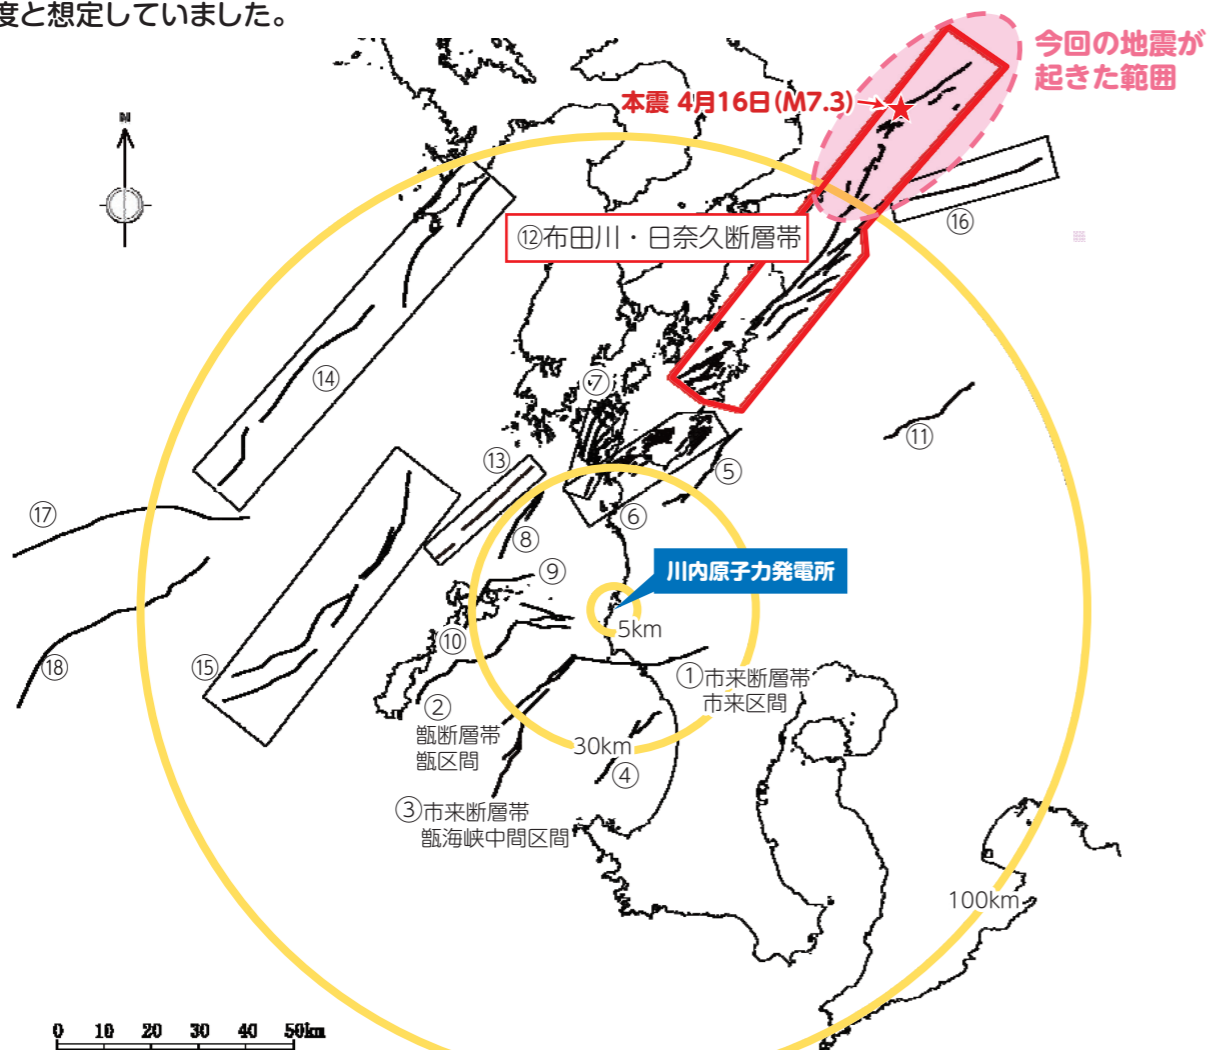 度と想定していました。
今回の地震が
起きた範囲
本震 4月16日(M7.3)
N
⑯
⑫布田川・日奈久断層帯
⑭
⑦
⑪
⑬
⑤
⑰
⑥
⑧
⑨
川内原子力発電所
5km
⑩
⑱
⑮
①市来断層帯
市来区間
②
甑断層帯
甑区間
30km
④
③市来断層帯
甑海峡中間区間
100km
0 10 20 30 40 50km